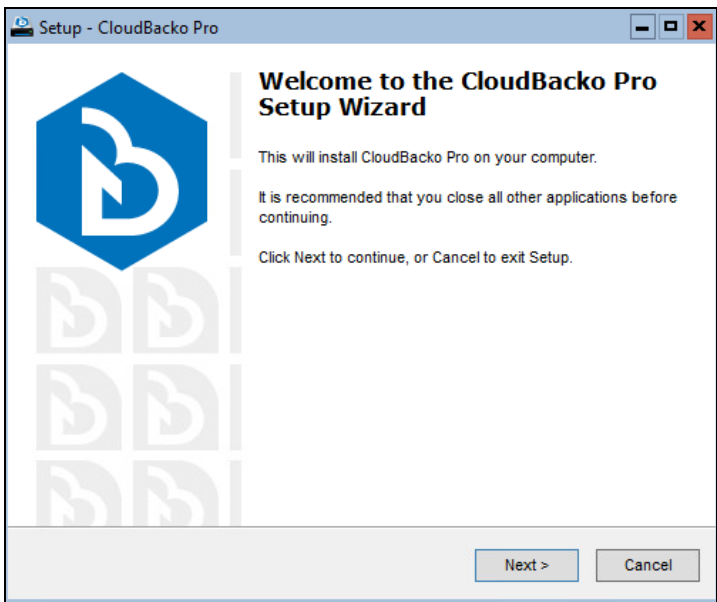 Setup - CloudBacko Pro
Welcome to the CloudBacko Pro
Setup Wizard
This will install CloudBacko Pro on your computer.
It is recommended that you close all other applications before
continuing.
Click Next to continue, or Cancel to exit Setup.
Next >
Cancel